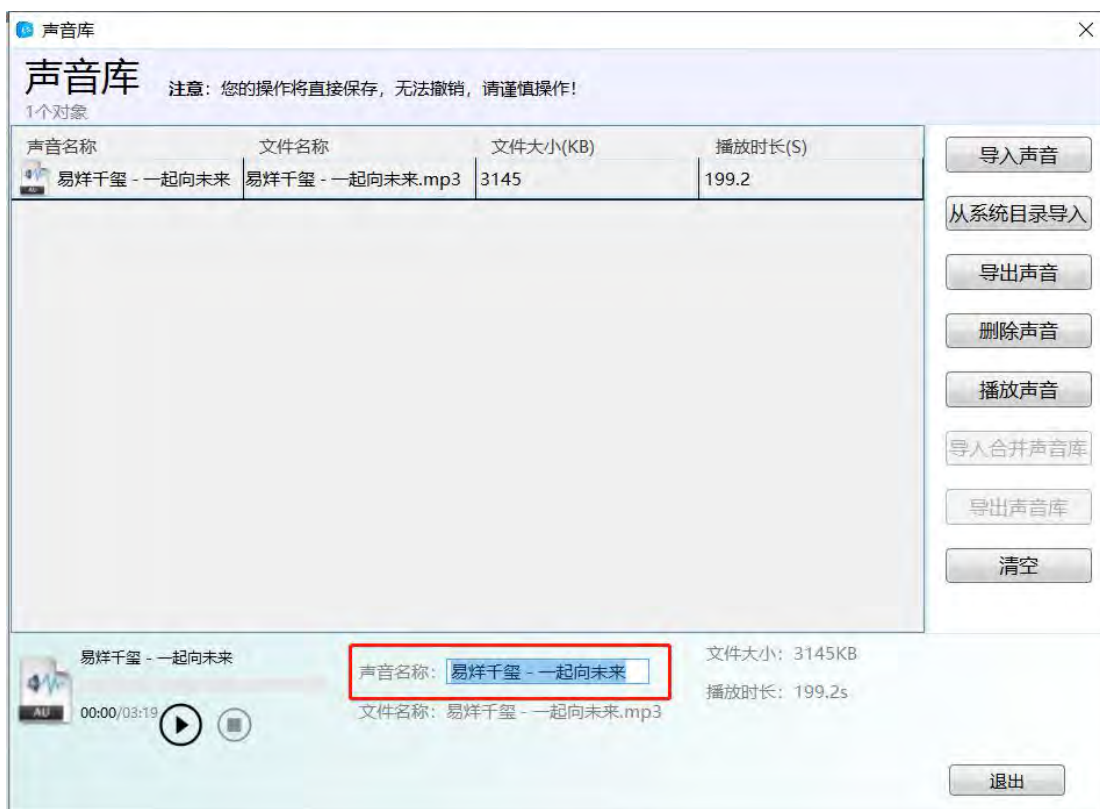 声音库
声音库
注意：您的操作将直接保存，无法撤销，请谨慎操作！
1个对象
声音名称 文件名称 文件大小(KB) 播放时长(S)
易烊千玺 - 一起向未来 易烊千玺 - 一起向未来.mp3 3145 199.2
AU
导入声音
从系统目录导入
导出声音
删除声音
播放声音
导入合并声音库
导出声音库
清空
易烊千玺 - 一起向未来
AU
00:00/03:19
声音名称：易烊千玺 - 一起向未来
文件名称：易烊千玺 - 一起向未来.mp3
文件大小：3145KB
播放时长：199.2s
退出